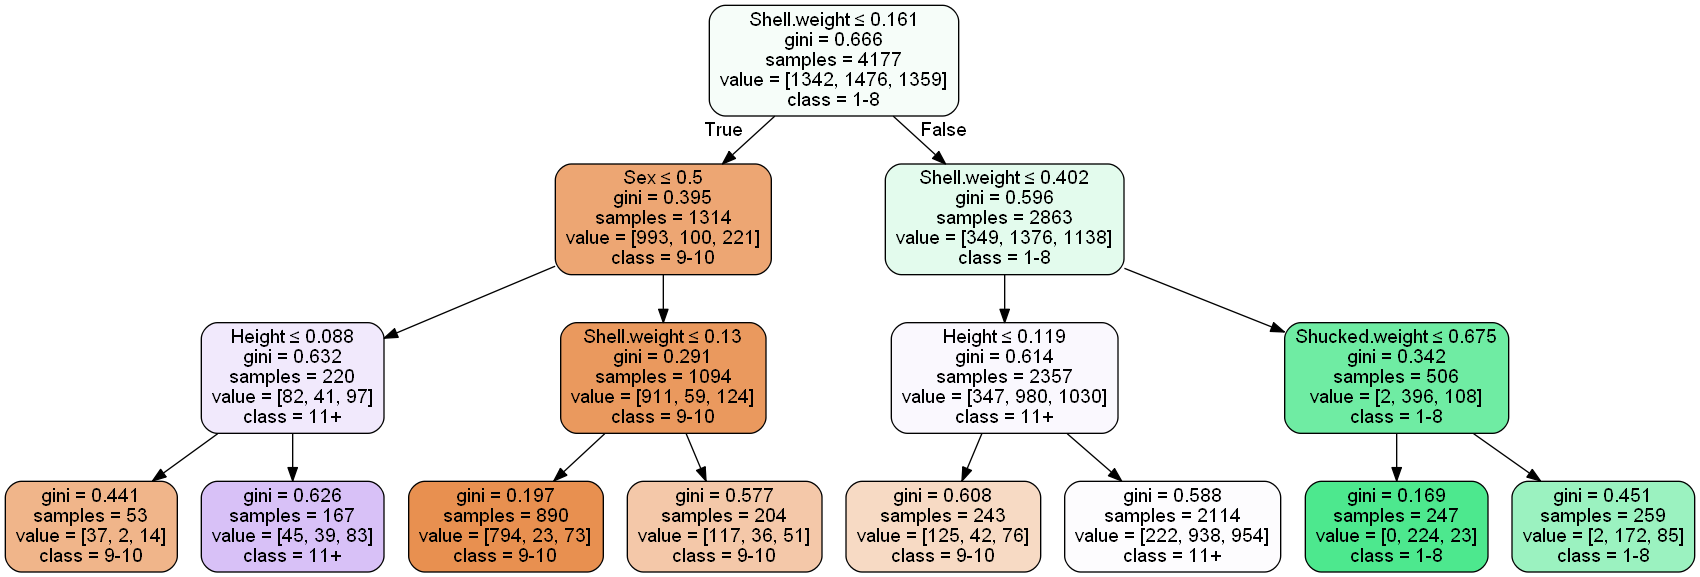 Shell.weight ≤ 0.161
gini = 0.666
samples = 4177
value = [1342, 1476, 1359]
class = 1-8
True
False
Sex ≤ 0.5
gini = 0.395
samples = 1314
value = [993, 100, 221]
class = 9-10
Shell.weight ≤ 0.402
gini = 0.596
samples = 2863
value = [349, 1376, 1138]
class = 1-8
Height ≤ 0.088
gini = 0.632
samples = 220
value = [82, 41, 97]
class = 11+
Shell.weight ≤ 0.13
gini = 0.291
samples = 1094
value = [911, 59, 124]
class = 9-10
Height ≤ 0.119
gini = 0.614
samples = 2357
value = [347, 980, 1030]
class = 11+
Shucked.weight ≤ 0.675
gini = 0.342
samples = 506
value = [2, 396, 108]
class = 1-8
gini = 0.441
samples = 53
value = [37, 2, 14]
class = 9-10
gini = 0.626
samples = 167
value = [45, 39, 83]
class = 11+
gini = 0.197
samples = 890
value = [794, 23, 73]
class = 9-10
gini = 0.577
samples = 204
value = [117, 36, 51]
class = 9-10
gini = 0.608
samples = 243
value = [125, 42, 76]
class = 9-10
gini = 0.588
samples = 2114
value = [222, 938, 954]
class = 11+
gini = 0.169
samples = 247
value = [0, 224, 23]
class = 1-8
gini = 0.451
samples = 259
value = [2, 172, 85]
class = 1-8